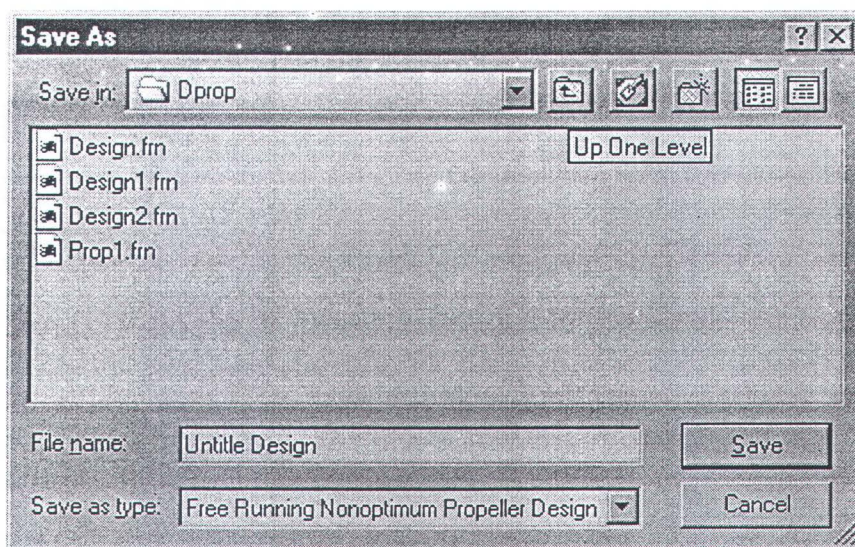 Save As
Save in: Dprop
Up One Level
Design.frn
Design1.frn
Design2.frn
Prop1.frn
File name: Untitle Design Save
Save as type: Free Running Nonoptimum Propeller Design Cancel